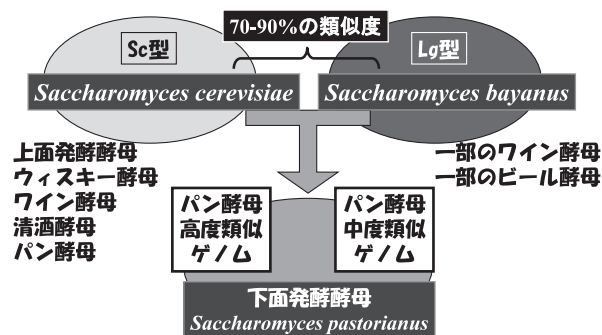 70-90%の類似度
Sc型
Lg型
Saccharomyces cerevisiae
Saccharomyces bayanus
上面発酵酵母
ウィスキー酵母
ワイン酵母
清酒酵母
パン酵母
一部のワイン酵母
一部のビール酵母
パン酵母
高度類似
ゲノム
パン酵母
中度類似
ゲノム
下面発酵酵母
Saccharomyces pastorianus